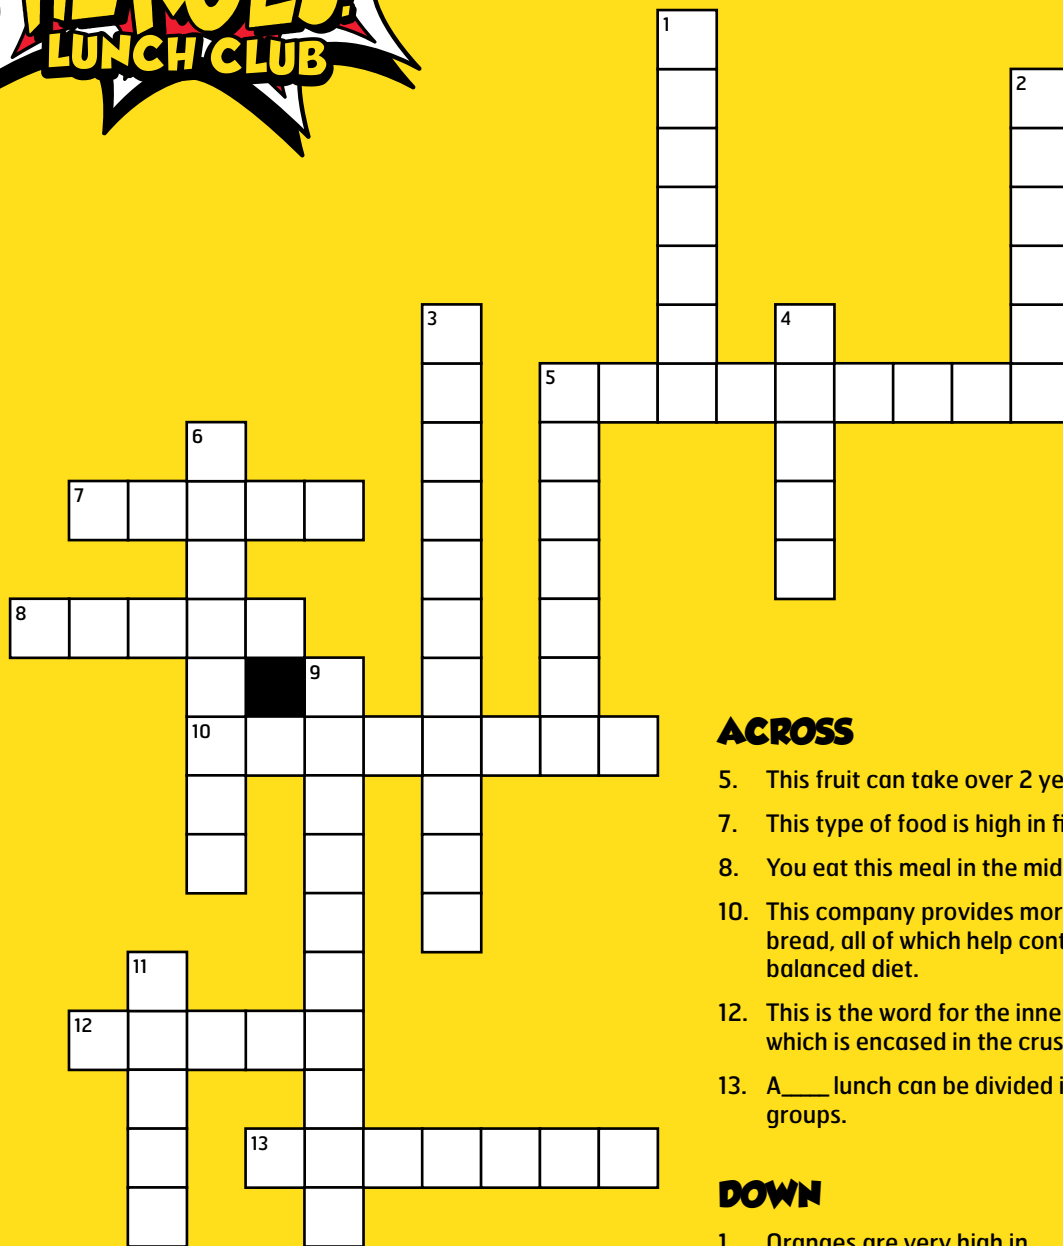 HEROES!
LUNCH CLUB
1
2
3
4
5
6
7
8
9
10
11
12
13
ACROSS
5. This fruit can take over 2 ye
7. This type of food is high in fi
8. You eat this meal in the mid
10. This company provides mor
bread, all of which help cont
balanced diet.
12. This is the word for the inne
which is encased in the crus
13. A____ lunch can be divided i
groups.
DOWN
1. Oranges are very high in